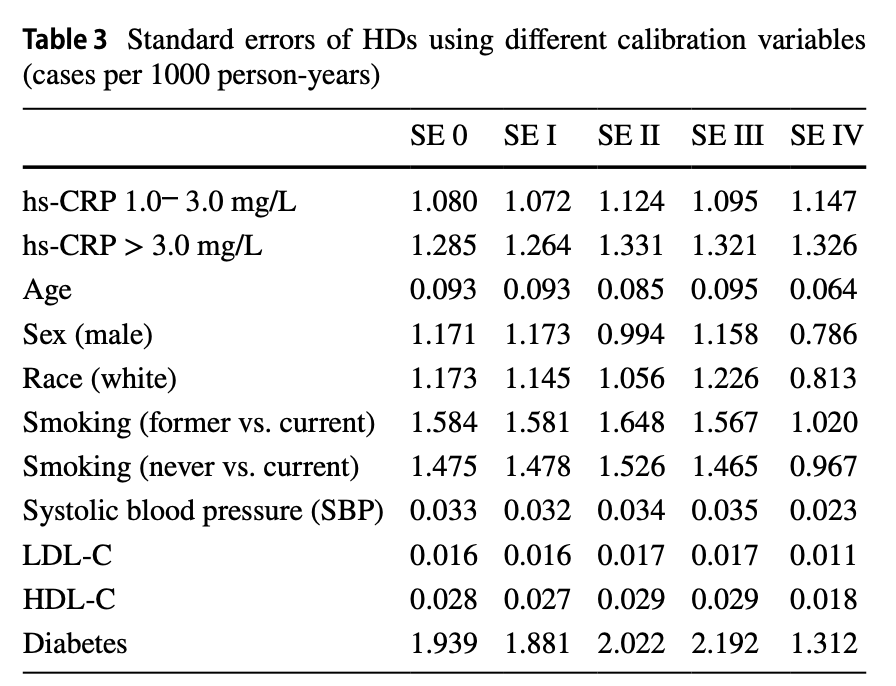 Table 3 Standard errors of HDs using different calibration variables
(cases per 1000 person-years)
SE 0 SE I SE II SE III SE IV
hs-CRP 1.0– 3.0 mg/L 1.080 1.072 1.124 1.095 1.147
hs-CRP > 3.0 mg/L 1.285 1.264 1.331 1.321 1.326
Age 0.093 0.093 0.085 0.095 0.064
Sex (male) 1.171 1.173 0.994 1.158 0.786
Race (white) 1.173 1.145 1.056 1.226 0.813
Smoking (former vs. current) 1.584 1.581 1.648 1.567 1.020
Smoking (never vs. current) 1.475 1.478 1.526 1.465 0.967
Systolic blood pressure (SBP) 0.033 0.032 0.034 0.035 0.023
LDL-C 0.016 0.016 0.017 0.017 0.011
HDL-C 0.028 0.027 0.029 0.029 0.018
Diabetes 1.939 1.881 2.022 2.192 1.312